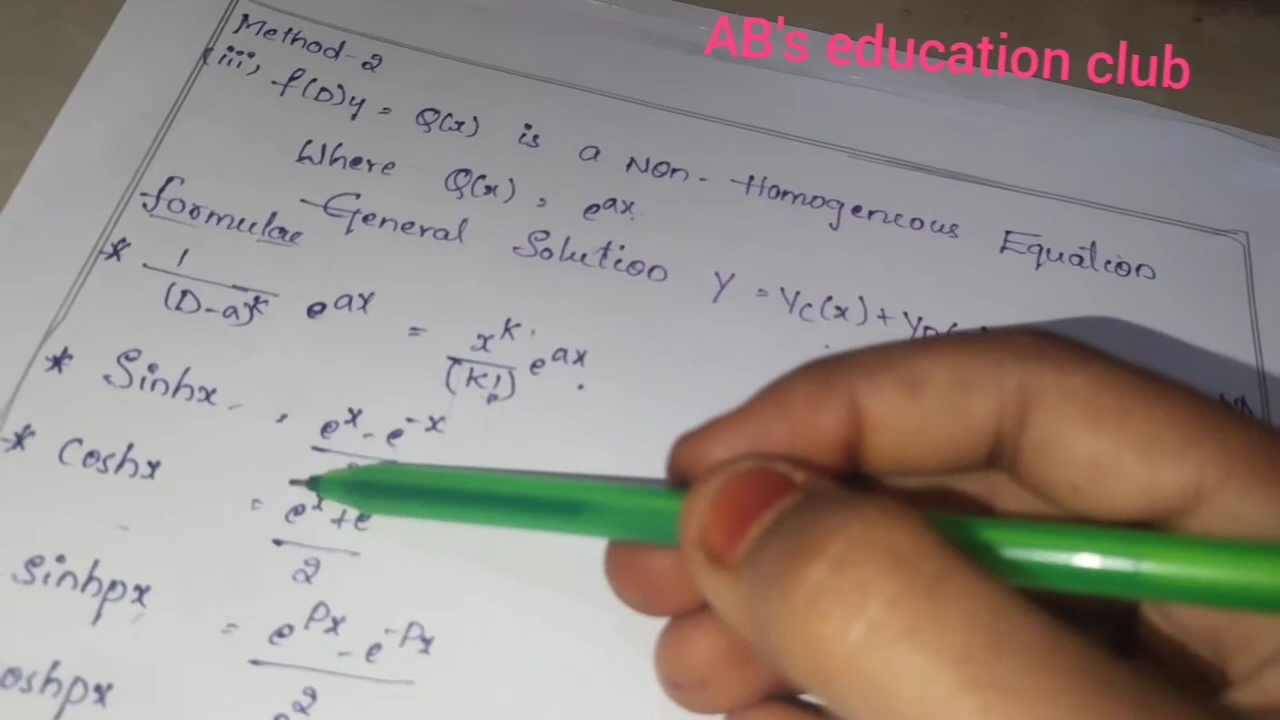 AB's education club
Method-2
(iii) f(D)y = Q(x) is a Non-Homogeneous Equation
Where Q(x) = e^ax.
General Solution y = yc(x) + yp
formulae
* 1/(D-a)^k e^ax = x^k/(k!) e^ax.
* Sinhx = e^x - e^-x
* Coshx = e^x + e / 2
Sinhpx = e^px - e^-px / 2
oshpx